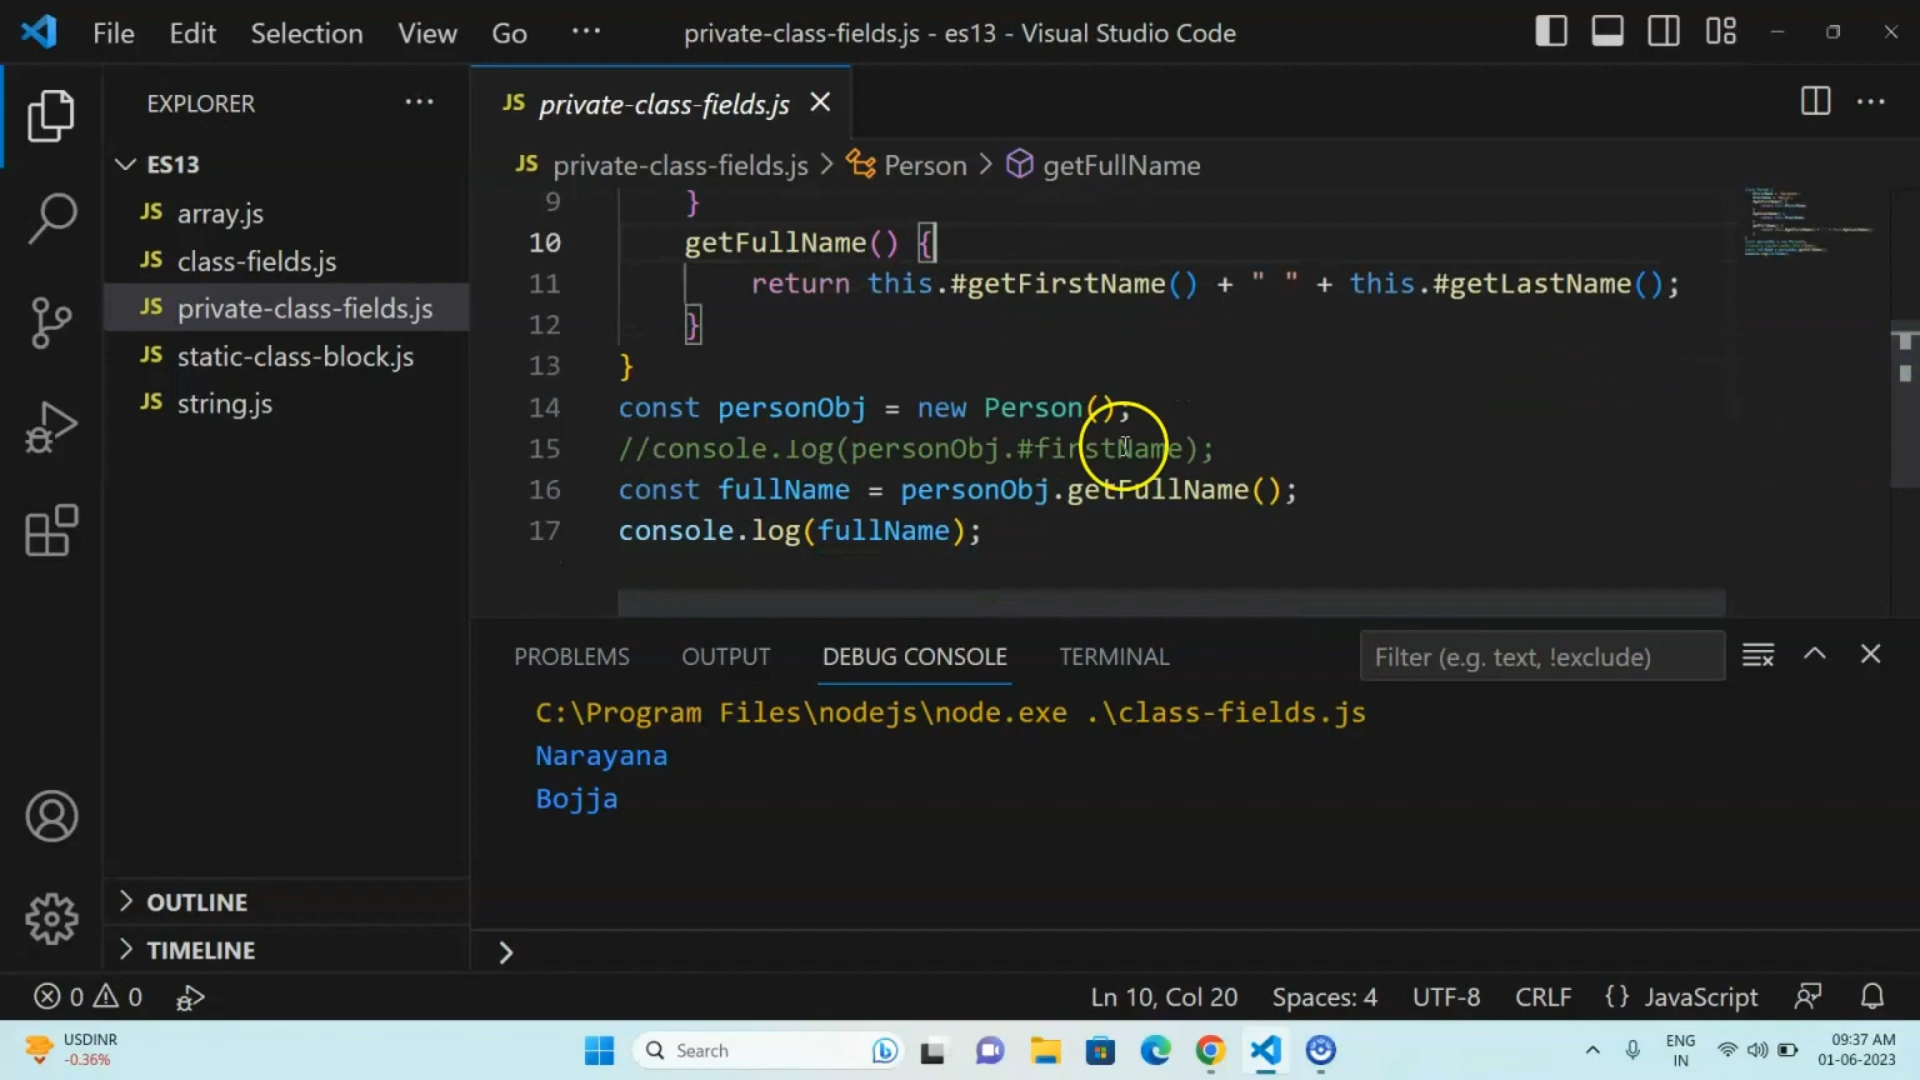 File Edit Selection View Go ··· private-class-fields.js - es13 - Visual Studio Code
EXPLORER ···
ES13
JS array.js
JS class-fields.js
JS private-class-fields.js
JS static-class-block.js
JS string.js
OUTLINE
TIMELINE
JS private-class-fields.js
JS private-class-fields.js > Person > getFullName
9 }
10 getFullName() {
11 return this.#getFirstName() + " " + this.#getLastName();
12 }
13 }
14 const personObj = new Person();
15 //console.log(personObj.#firstName);
16 const fullName = personObj.getFullName();
17 console.log(fullName);
PROBLEMS OUTPUT DEBUG CONSOLE TERMINAL Filter (e.g. text, !exclude)
C:\Program Files\nodejs\node.exe .\class-fields.js
Narayana
Bojja
0 0 Ln 10, Col 20 Spaces: 4 UTF-8 CRLF {} JavaScript
USDINR
-0.36%
Search
ENG
IN
09:37 AM
01-06-2023